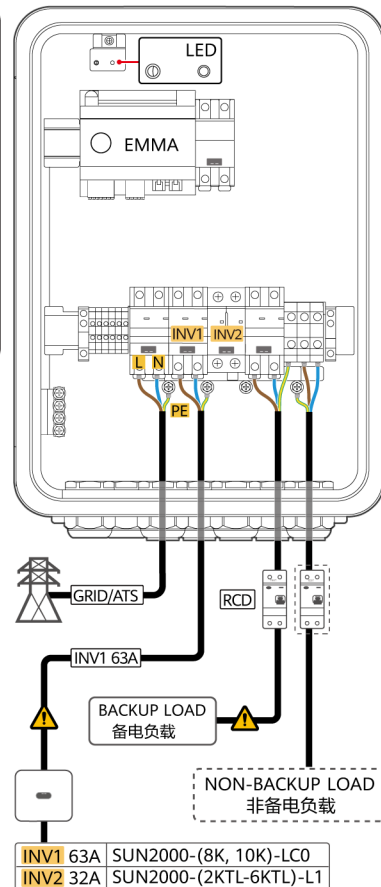 LED
EMMA
INV1 INV2
L N
PE
GRID/ATS
RCD
INV1 63A
BACKUP LOAD
备电负载
NON-BACKUP LOAD
非备电负载
INV1 63A SUN2000-(8K, 10K)-LC0
INV2 32A SUN2000-(2KTL-6KTL)-L1